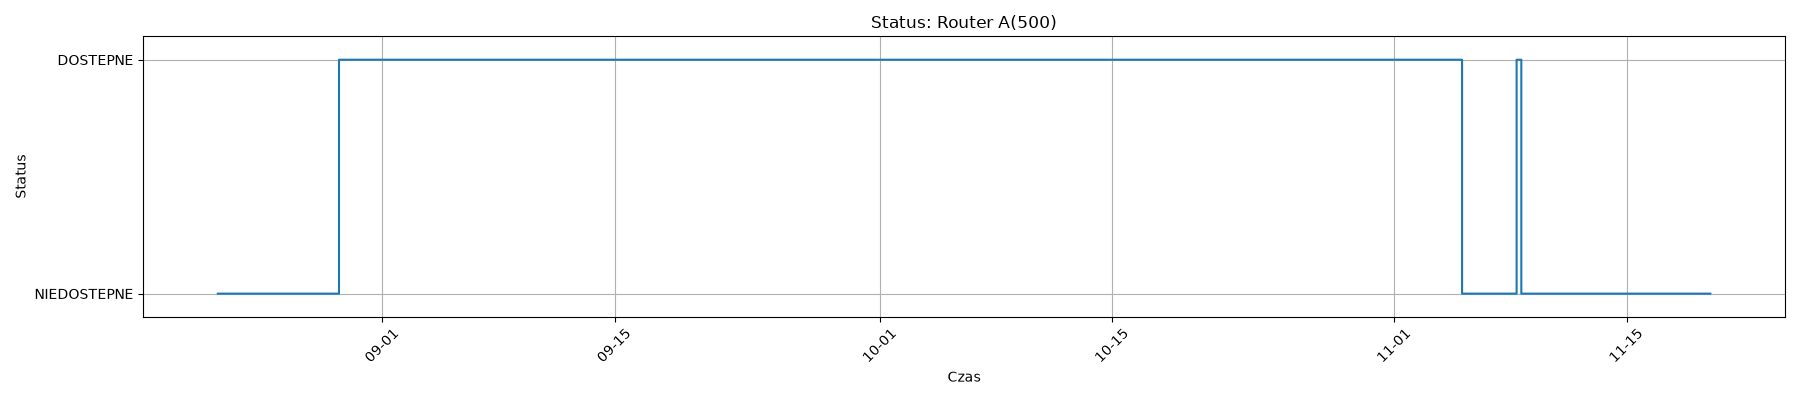 Status: Router A(500)
DOSTEPNE
Status
NIEDOSTEPNE
09-01
09-15
10-01
10-15
11-01
11-15
Czas